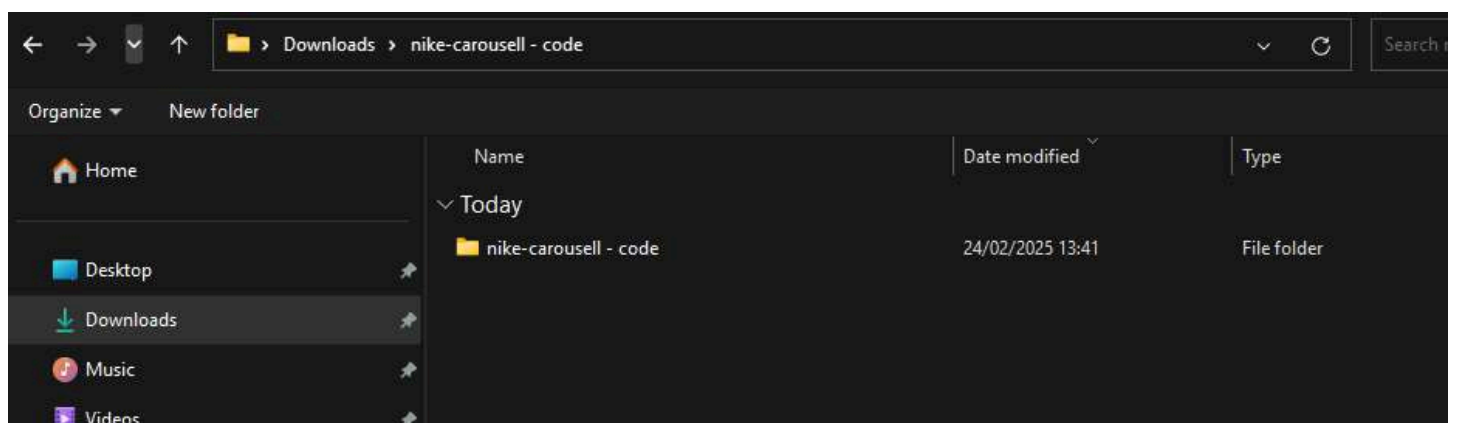 Downloads > nike-carousell - code
Search
Organize
New folder
Name
Date modified
Type
Home
Today
nike-carousell - code
24/02/2025 13:41
File folder
Desktop
Downloads
Music
Videos